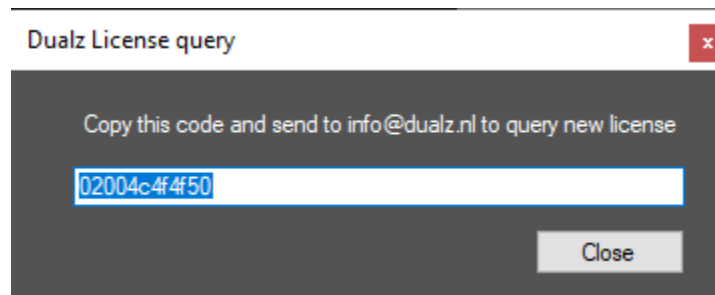 Dualz License query
x
Copy this code and send to info@dualz.nl to query new license
02004c4f4f50
Close